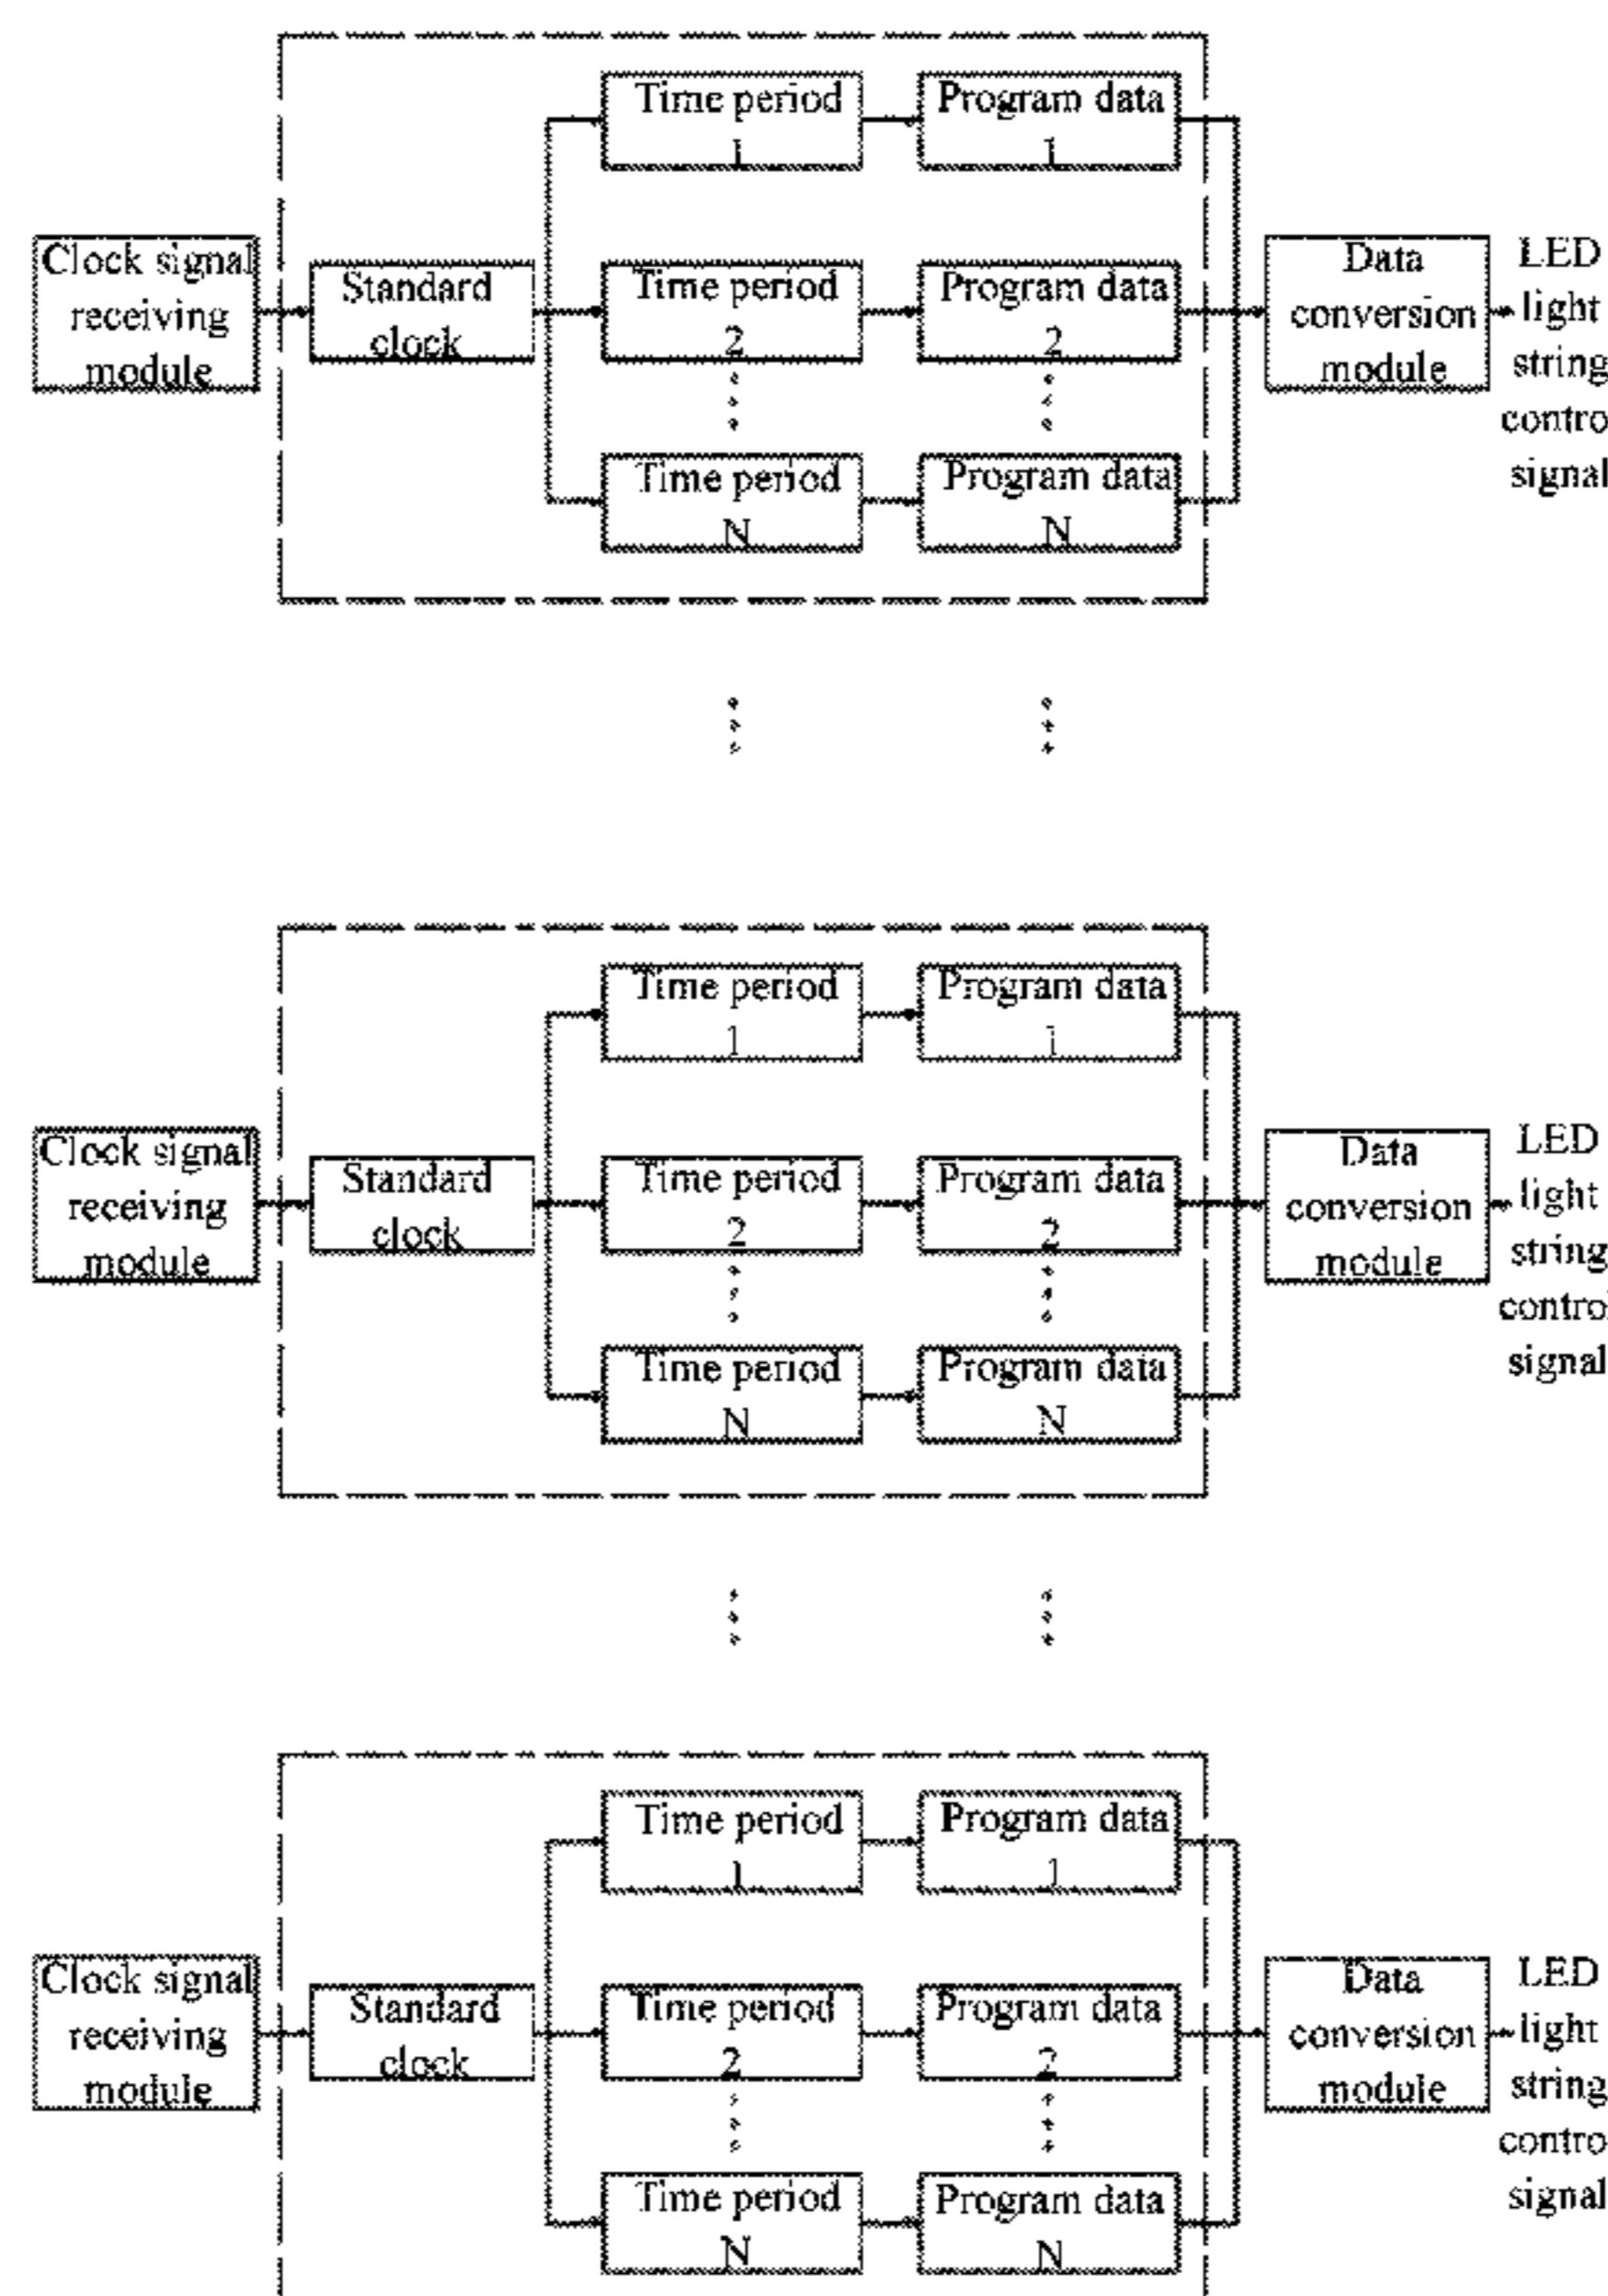 Time period
1
Program data
1
Clock signal
receiving
module
Standard
clock
Time period
2
Program data
2
Data
conversion
module
LED
light
string
contro
signal
Time period
N
Program data
N
Time period
1
Program data
1
Clock signal
receiving
module
Standard
clock
Time period
2
Program data
2
Data
conversion
module
LED
light
string
control
signal
Time period
N
Program data
N
Time period
1
Program data
1
Clock signal
receiving
module
Standard
clock
Time period
2
Program data
2
Data
conversion
module
LED
light
string
contro
signal
Time period
N
Program data
N